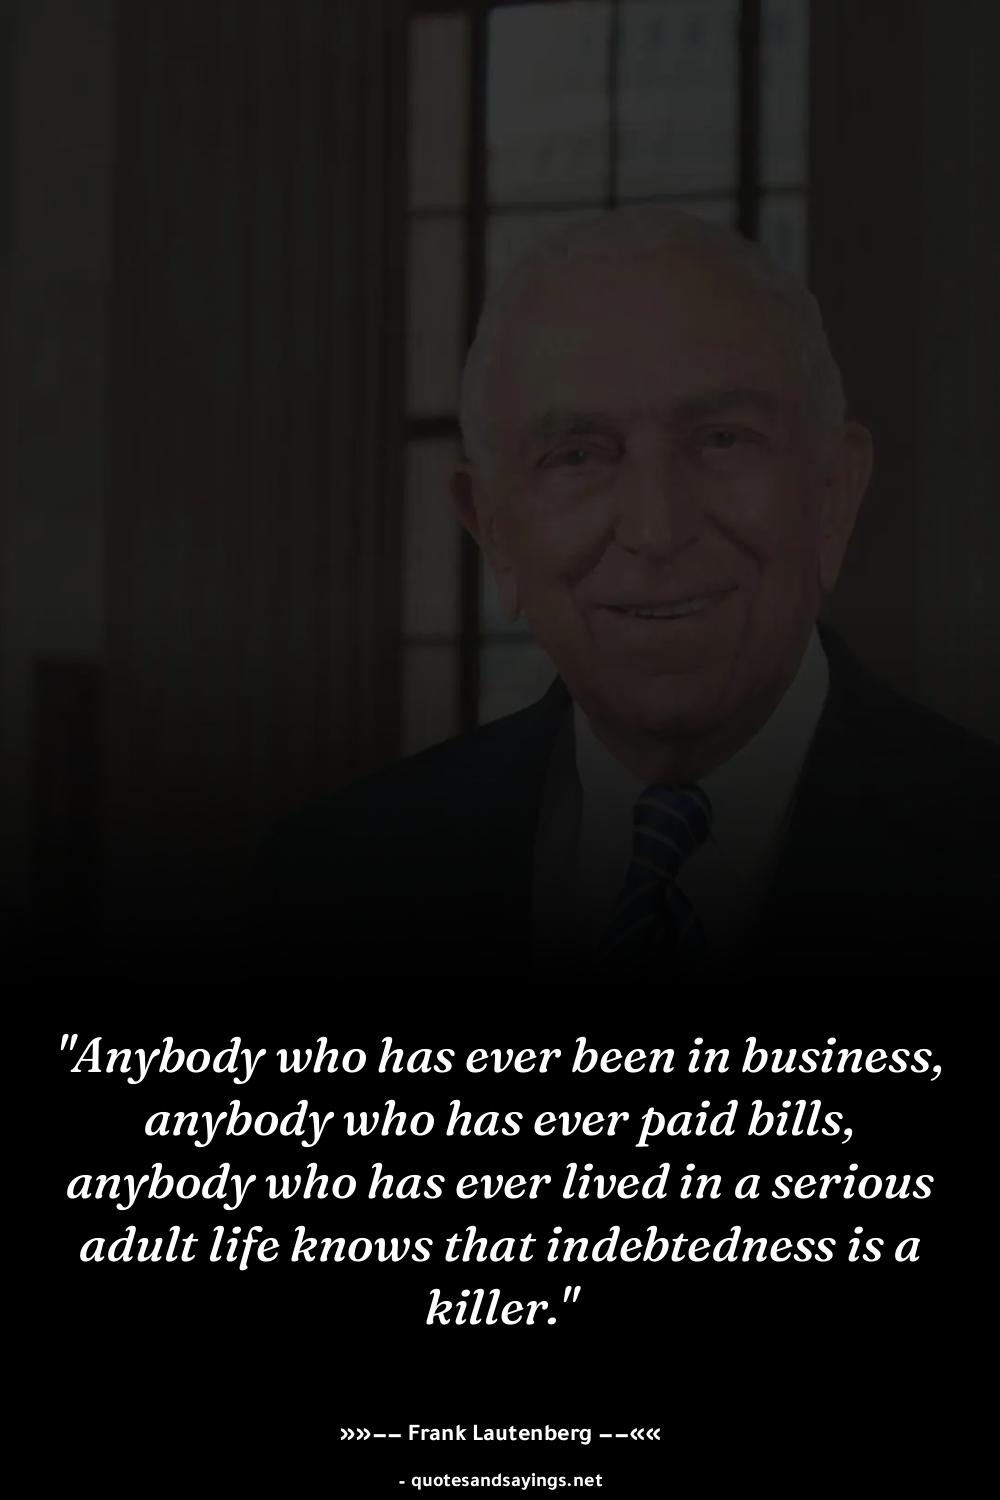 "Anybody who has ever been in business,
anybody who has ever paid bills,
anybody who has ever lived in a serious
adult life knows that indebtedness is a
killer."
»»−− Frank Lautenberg −−««
- quotesandsayings.net